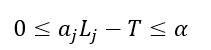 0 ≤ a_j L_j − T ≤ α